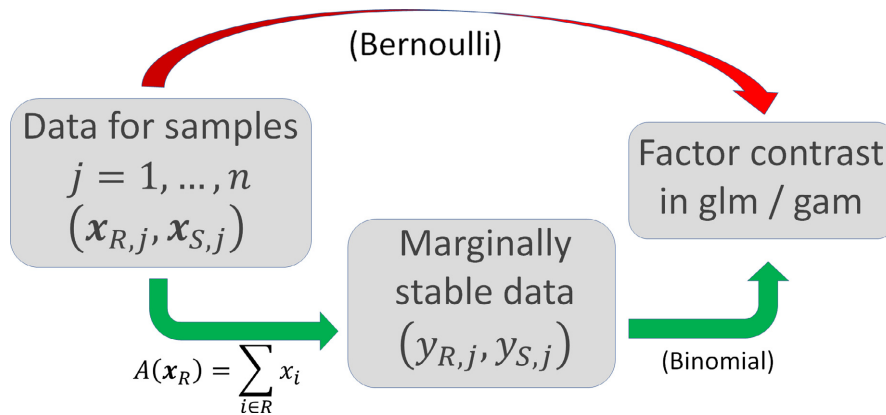 (Bernoulli)
Data for samples
j = 1, … , n
(𝒙_{R,j}, 𝒙_{S,j})
Factor contrast
in glm / gam
Marginally
stable data
(y_{R,j}, y_{S,j})
A(𝒙_R) = ∑_{i∈R} x_i
(Binomial)